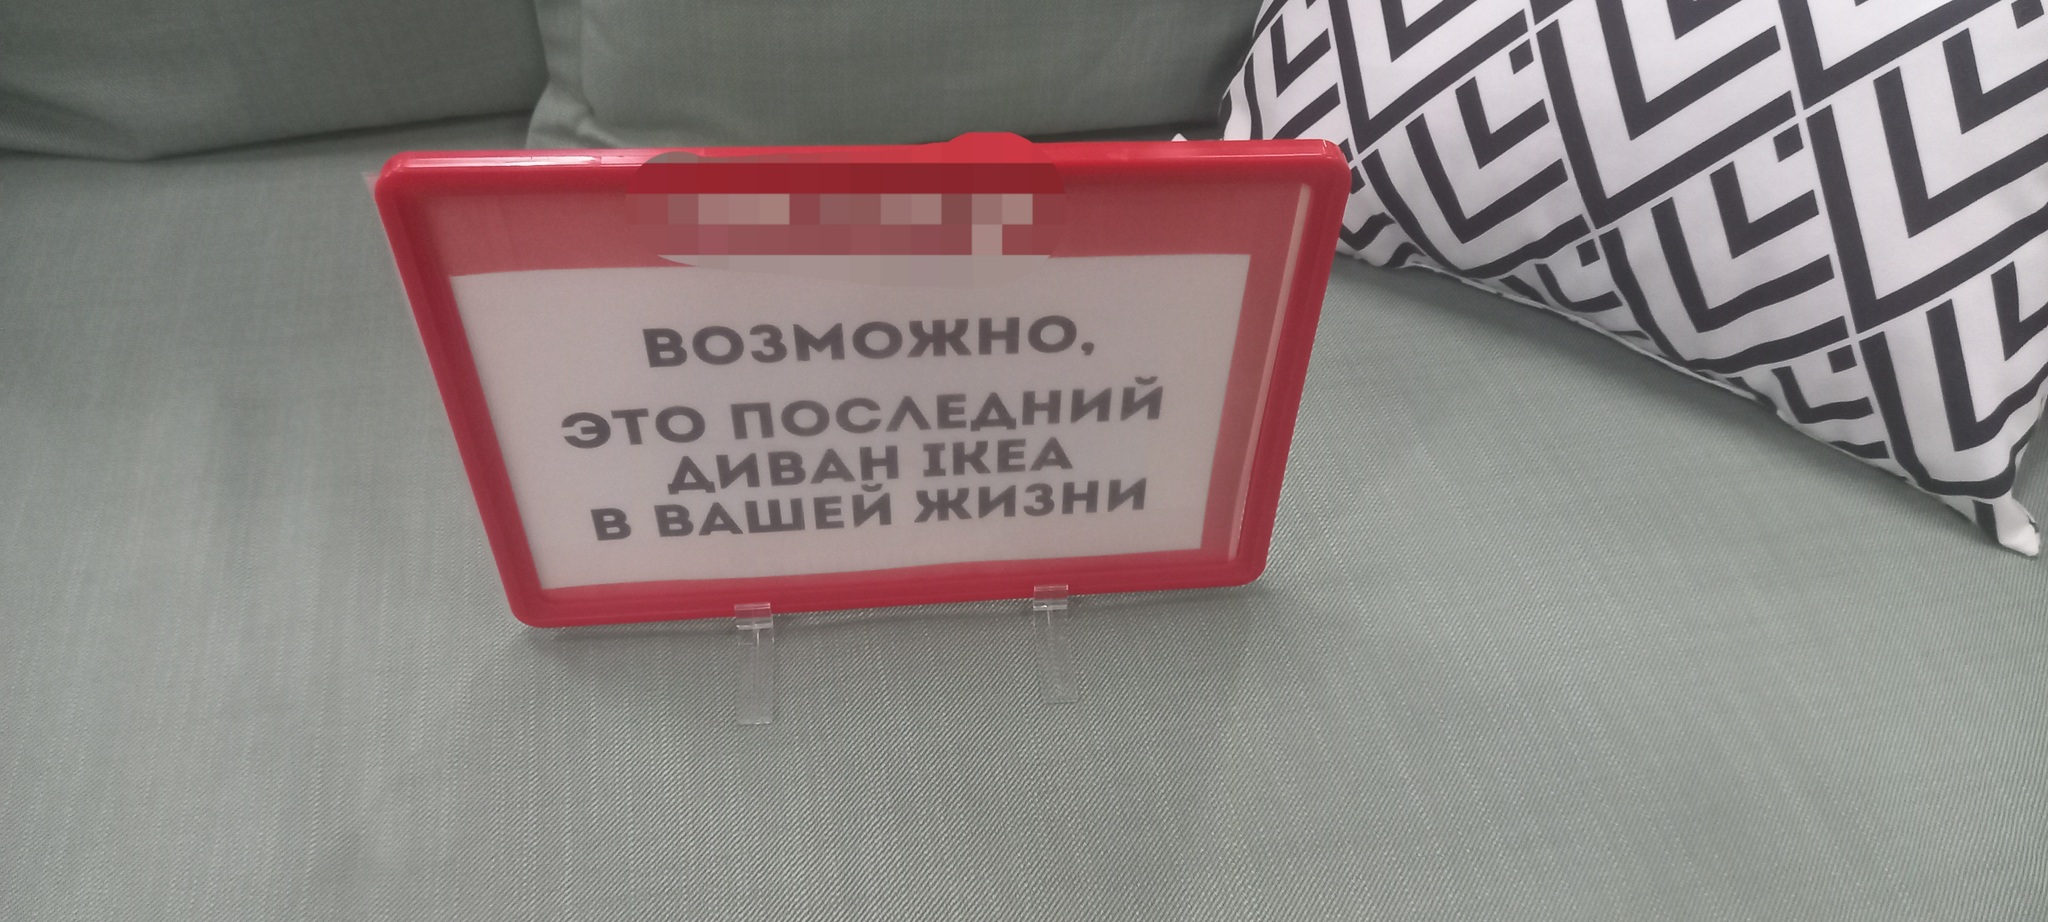 ВОЗМОЖНО,
ЭТО ПОСЛЕДНИЙ
ДИВАН IKEA
В ВАШЕЙ ЖИЗНИ